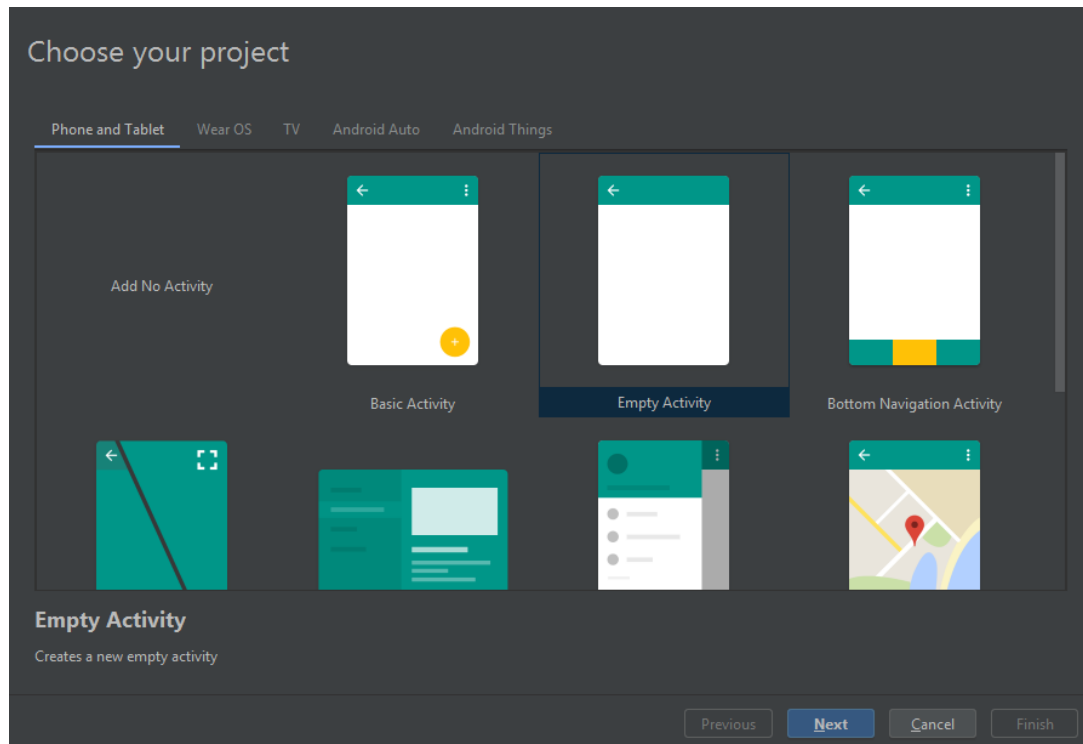 Choose your project
Phone and Tablet Wear OS TV Android Auto Android Things
Add No Activity
Basic Activity
Empty Activity
Bottom Navigation Activity
Empty Activity
Creates a new empty activity
Previous Next Cancel Finish